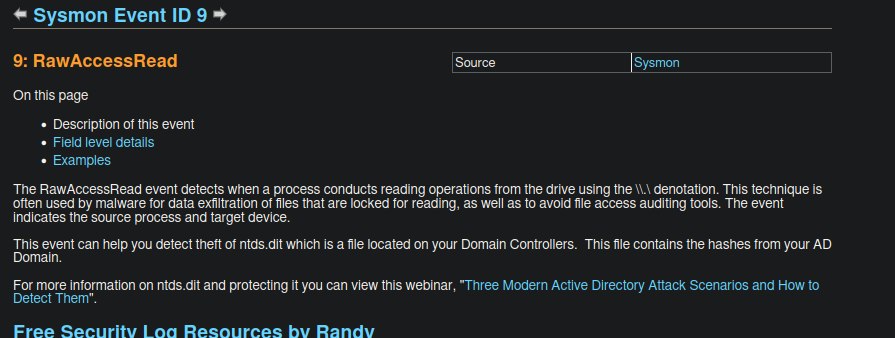 Sysmon Event ID 9
9: RawAccessRead
Source Sysmon
On this page
Description of this event
Field level details
Examples
The RawAccessRead event detects when a process conducts reading operations from the drive using the \\.\ denotation. This technique is
often used by malware for data exfiltration of files that are locked for reading, as well as to avoid file access auditing tools. The event
indicates the source process and target device.
This event can help you detect theft of ntds.dit which is a file located on your Domain Controllers.  This file contains the hashes from your AD
Domain.
For more information on ntds.dit and protecting it you can view this webinar, "Three Modern Active Directory Attack Scenarios and How to
Detect Them".
Free Security Log Resources by Randy